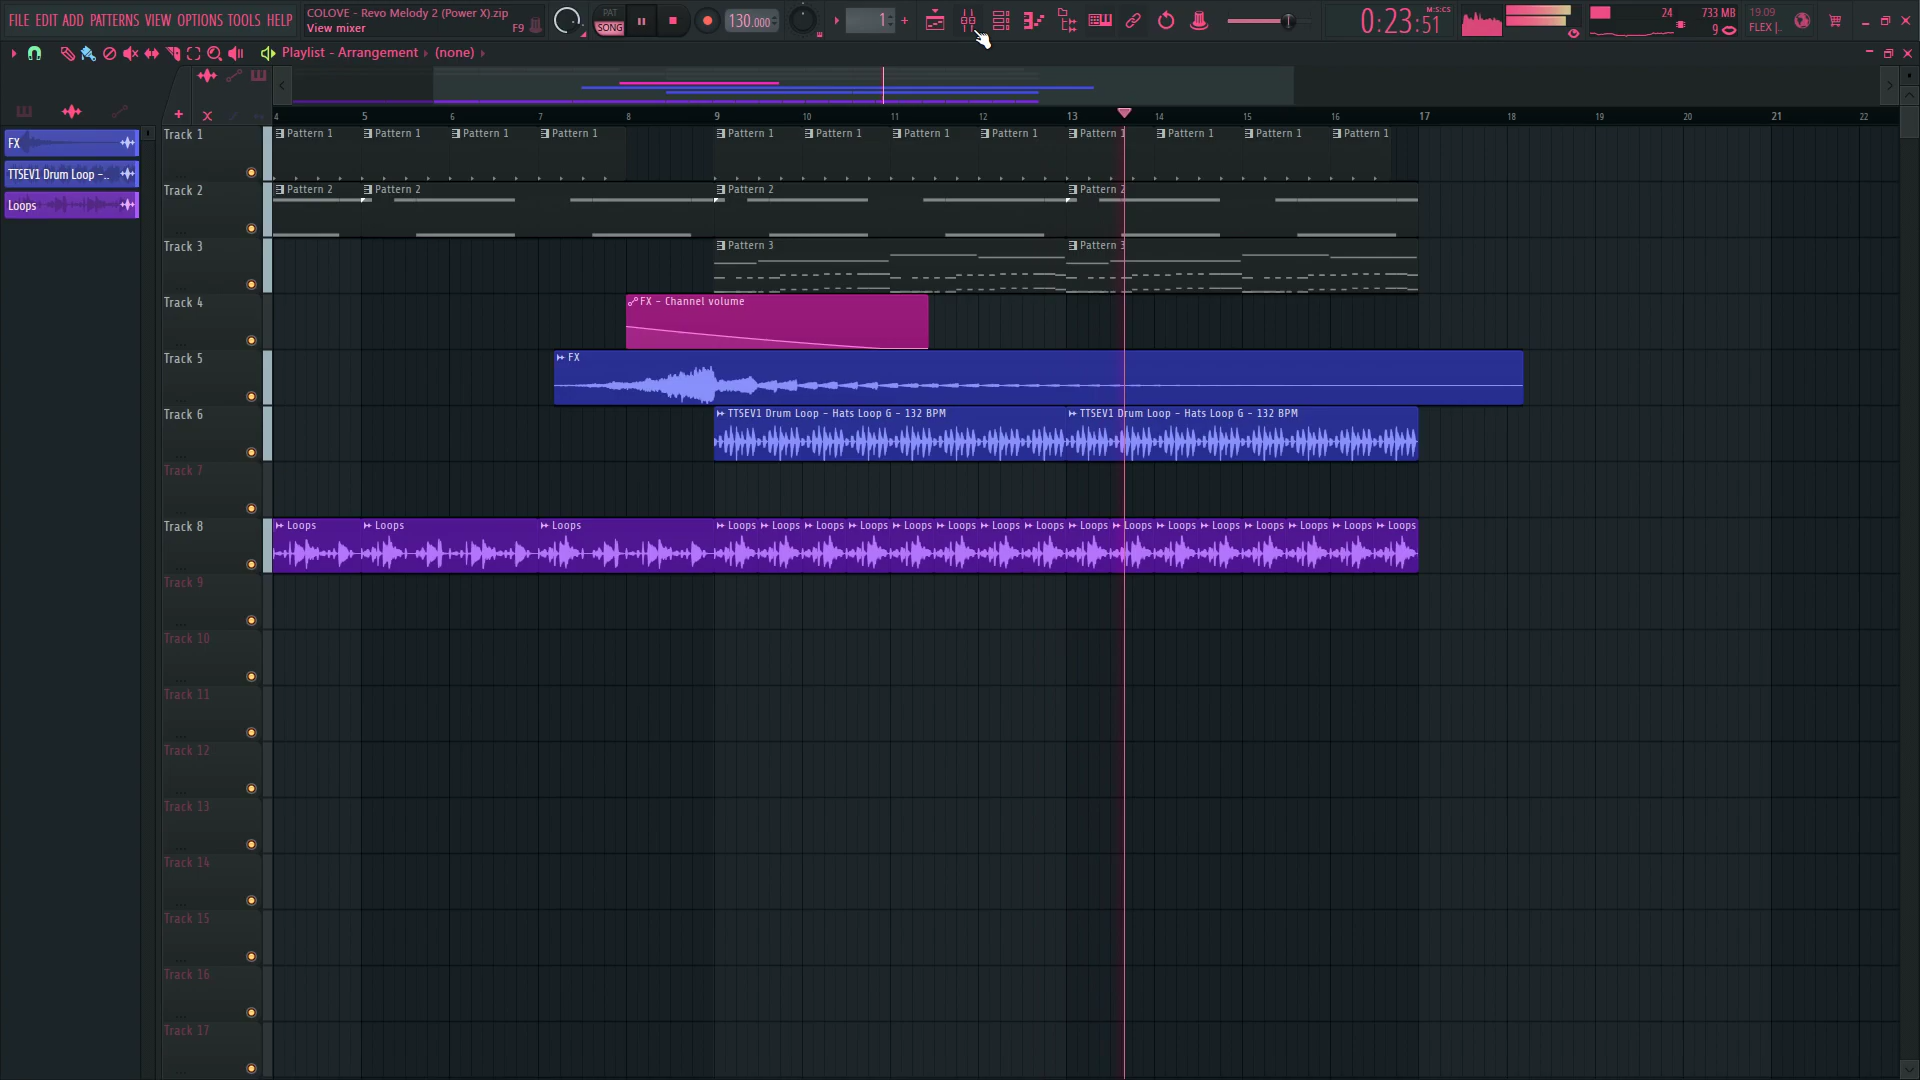 FILE EDIT ADD PATTERNS VIEW OPTIONS TOOLS HELP
COLOVE - Revo Melody 2 (Power X).zip
View mixer F9
PAT
SONG
130.000
1
0:23:51
M:S:CS
24
733 MB
9
19.09
FLEX |..
Playlist - Arrangement (none)
4 5 6 7 8 9 10 11 12 13 14 15 16 17 18 19 20 21 22
FX
TTSEV1 Drum Loop -..
Loops
Track 1
Pattern 1 Pattern 1 Pattern 1 Pattern 1 Pattern 1 Pattern 1 Pattern 1 Pattern 1 Pattern 1 Pattern 1 Pattern 1 Pattern 1
Track 2
Pattern 2 Pattern 2 Pattern 2 Pattern 2
Track 3
Pattern 3 Pattern 3
Track 4
FX - Channel volume
Track 5
FX
Track 6
TTSEV1 Drum Loop - Hats Loop G - 132 BPM TTSEV1 Drum Loop - Hats Loop G - 132 BPM
Track 7
Track 8
Loops Loops Loops Loops Loops Loops Loops Loops Loops Loops Loops Loops Loops Loops Loops Loops Loops Loops Loops
Track 9
Track 10
Track 11
Track 12
Track 13
Track 14
Track 15
Track 16
Track 17